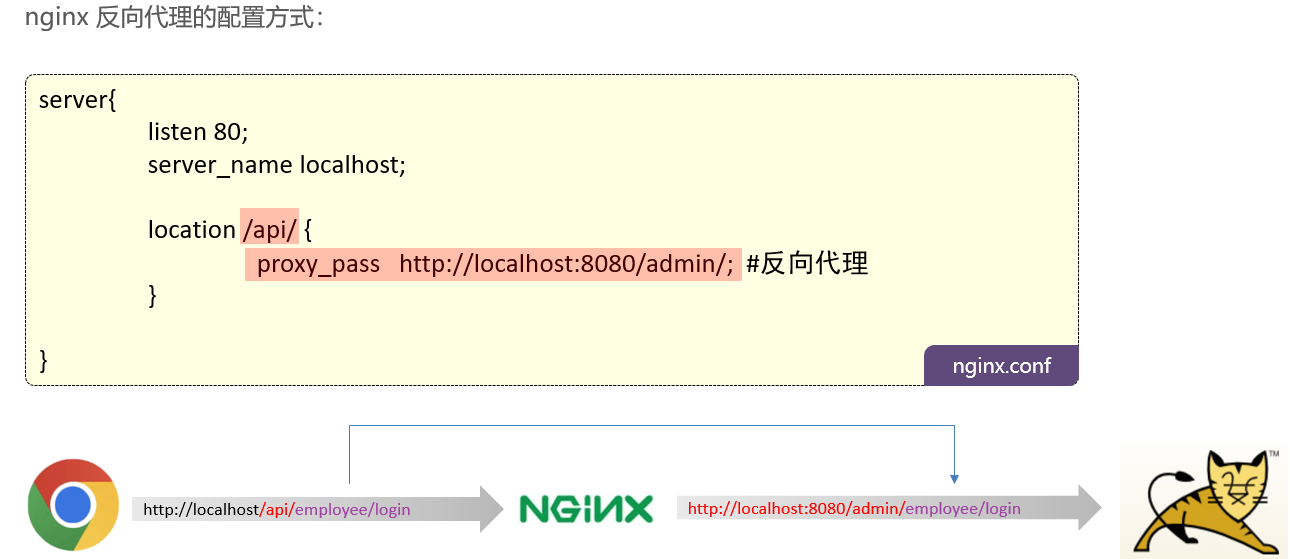 nginx 反向代理的配置方式：
server{
listen 80;
server_name localhost;
location /api/ {
proxy_pass http://localhost:8080/admin/; #反向代理
}
}
nginx.conf
http://localhost/api/employee/login
NGINX
http://localhost:8080/admin/employee/login
TM